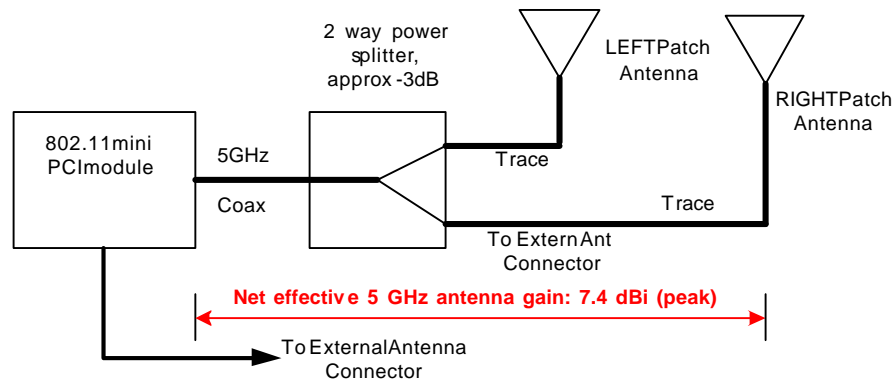 2 way power
splitter,
approx -3dB
LEFTPatch
Antenna
RIGHTPatch
Antenna
802.11mini
PCImodule
5GHz
Coax
Trace
Trace
To ExternAnt
Connector
Net effective 5 GHz antenna gain: 7.4 dBi (peak)
To ExternalAntenna
Connector